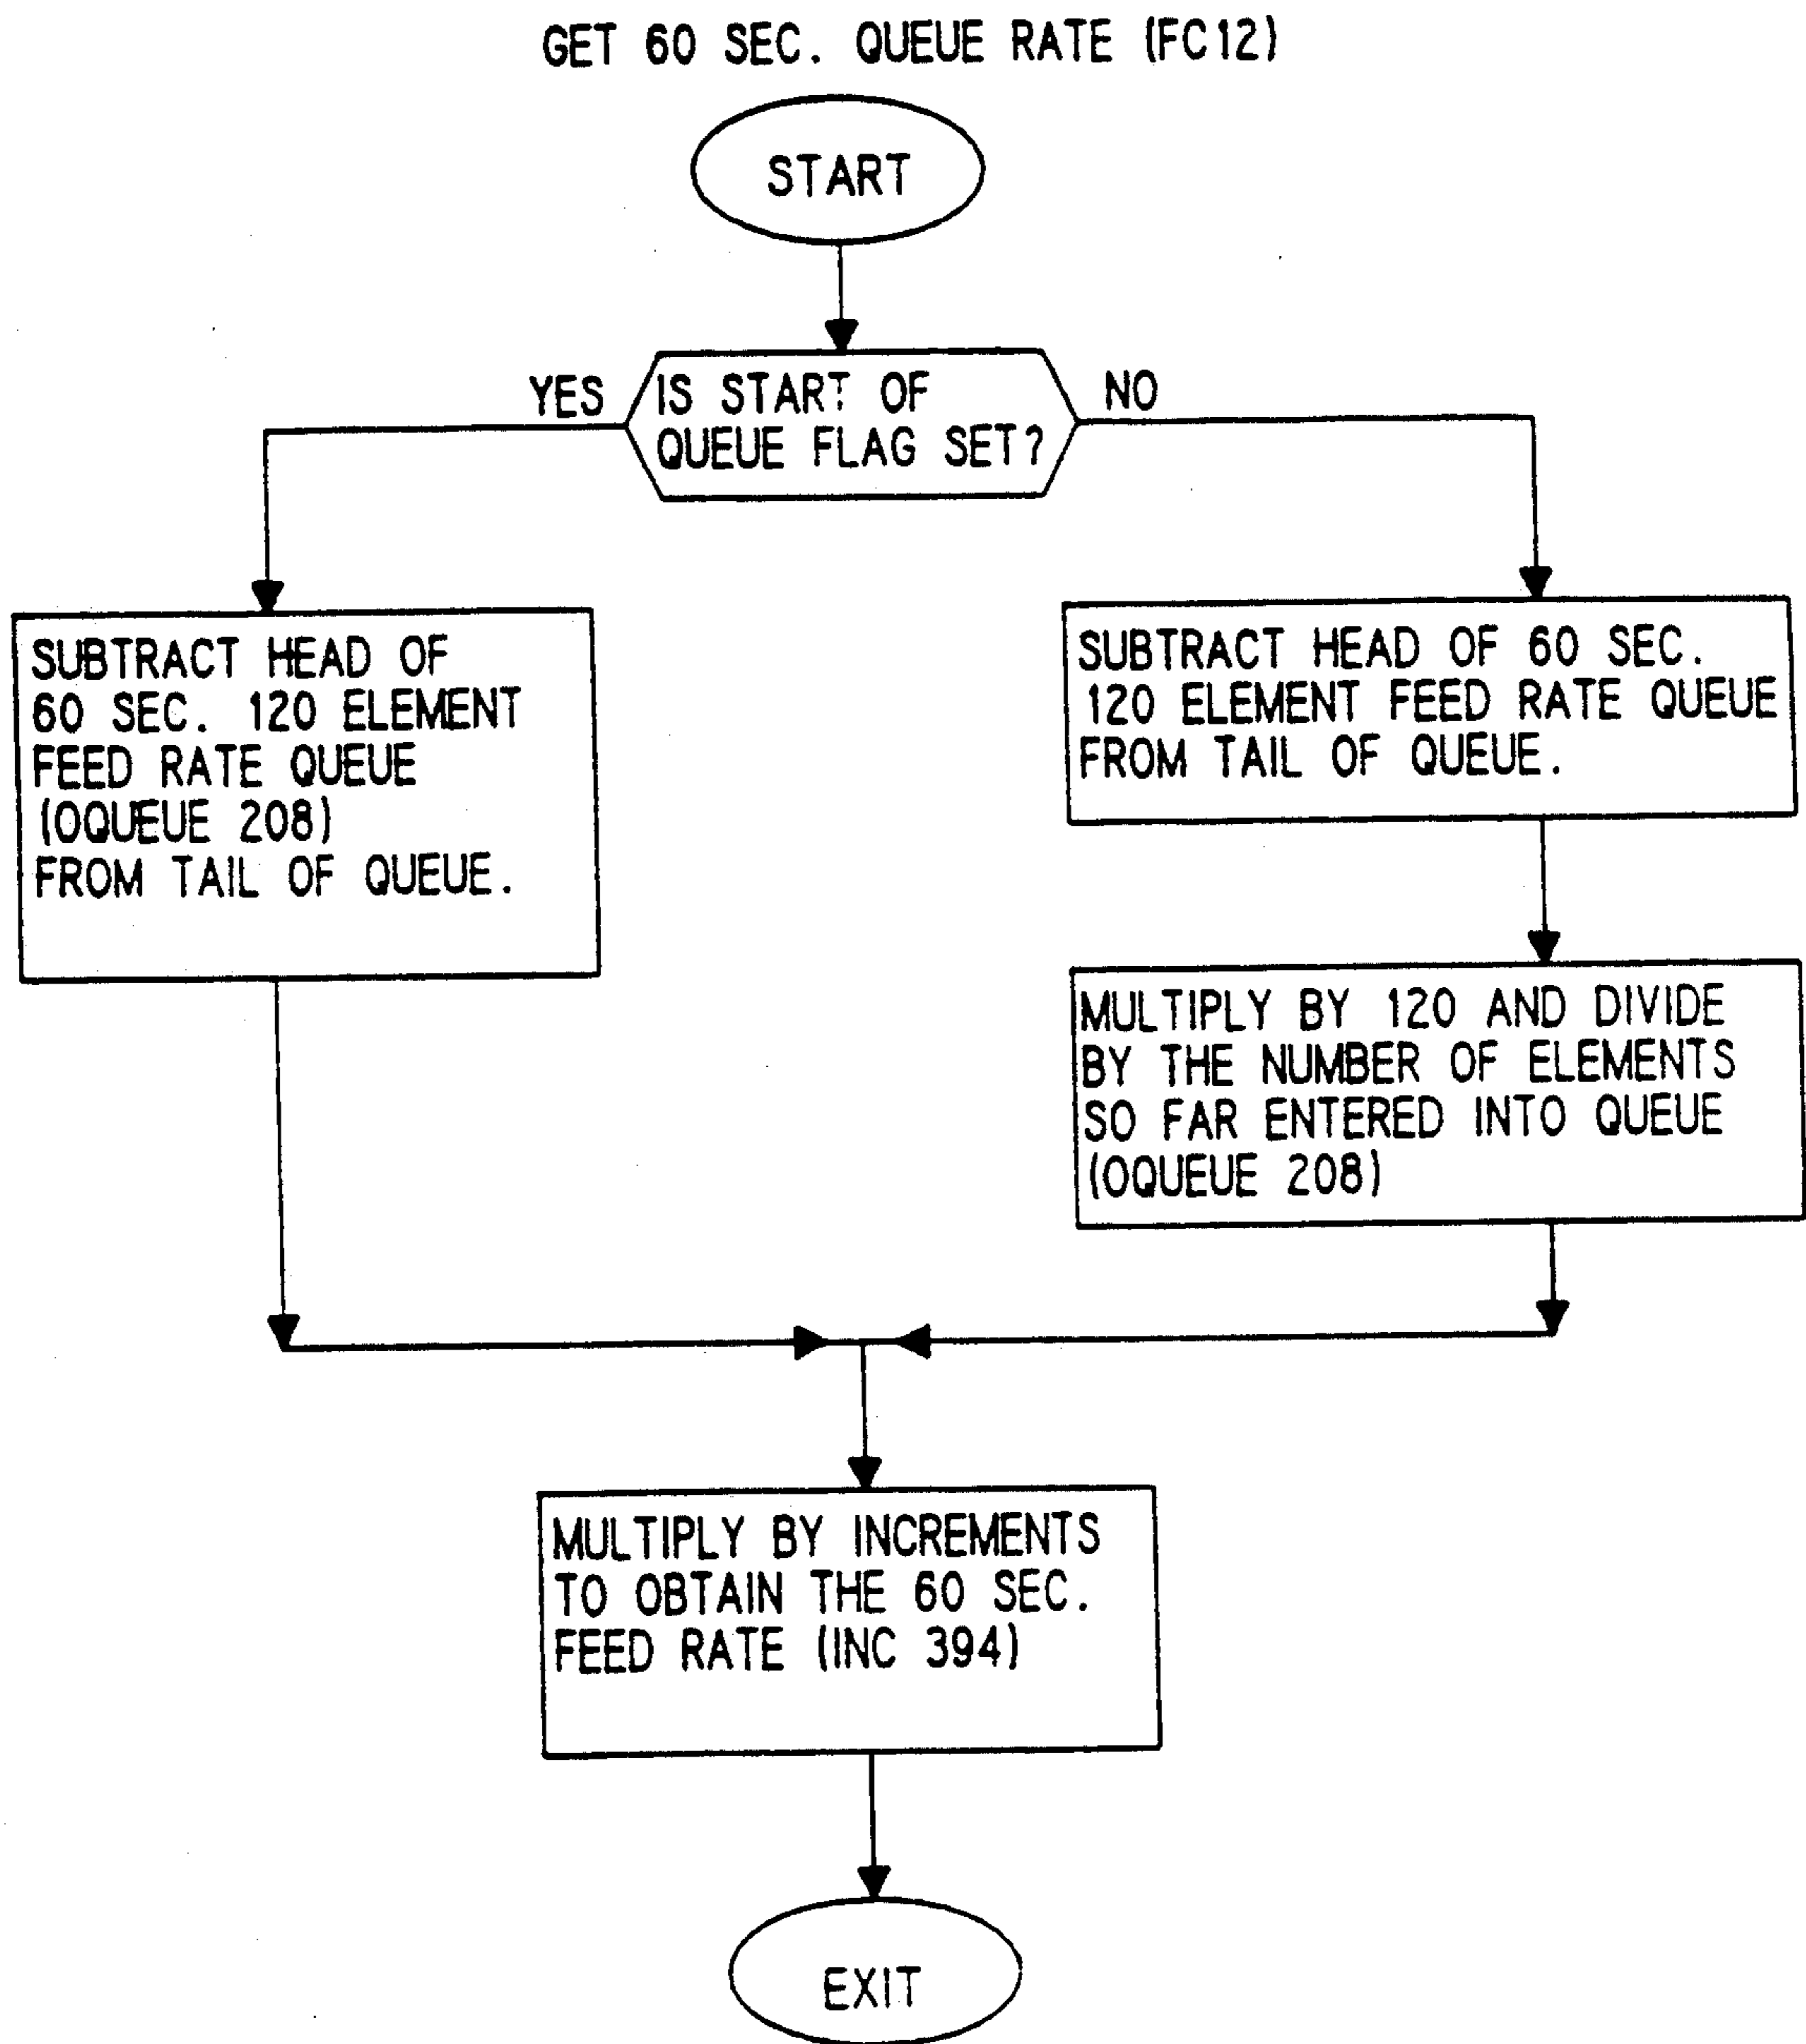 GET 60 SEC. QUEUE RATE (FC12)
START
YES
IS START OF
QUEUE FLAG SET?
NO
SUBTRACT HEAD OF
60 SEC. 120 ELEMENT
FEED RATE QUEUE
(OQUEUE 208)
FROM TAIL OF QUEUE.
SUBTRACT HEAD OF 60 SEC.
120 ELEMENT FEED RATE QUEUE
FROM TAIL OF QUEUE.
MULTIPLY BY 120 AND DIVIDE
BY THE NUMBER OF ELEMENTS
SO FAR ENTERED INTO QUEUE
(OQUEUE 208)
MULTIPLY BY INCREMENTS
TO OBTAIN THE 60 SEC.
FEED RATE (INC 394)
EXIT